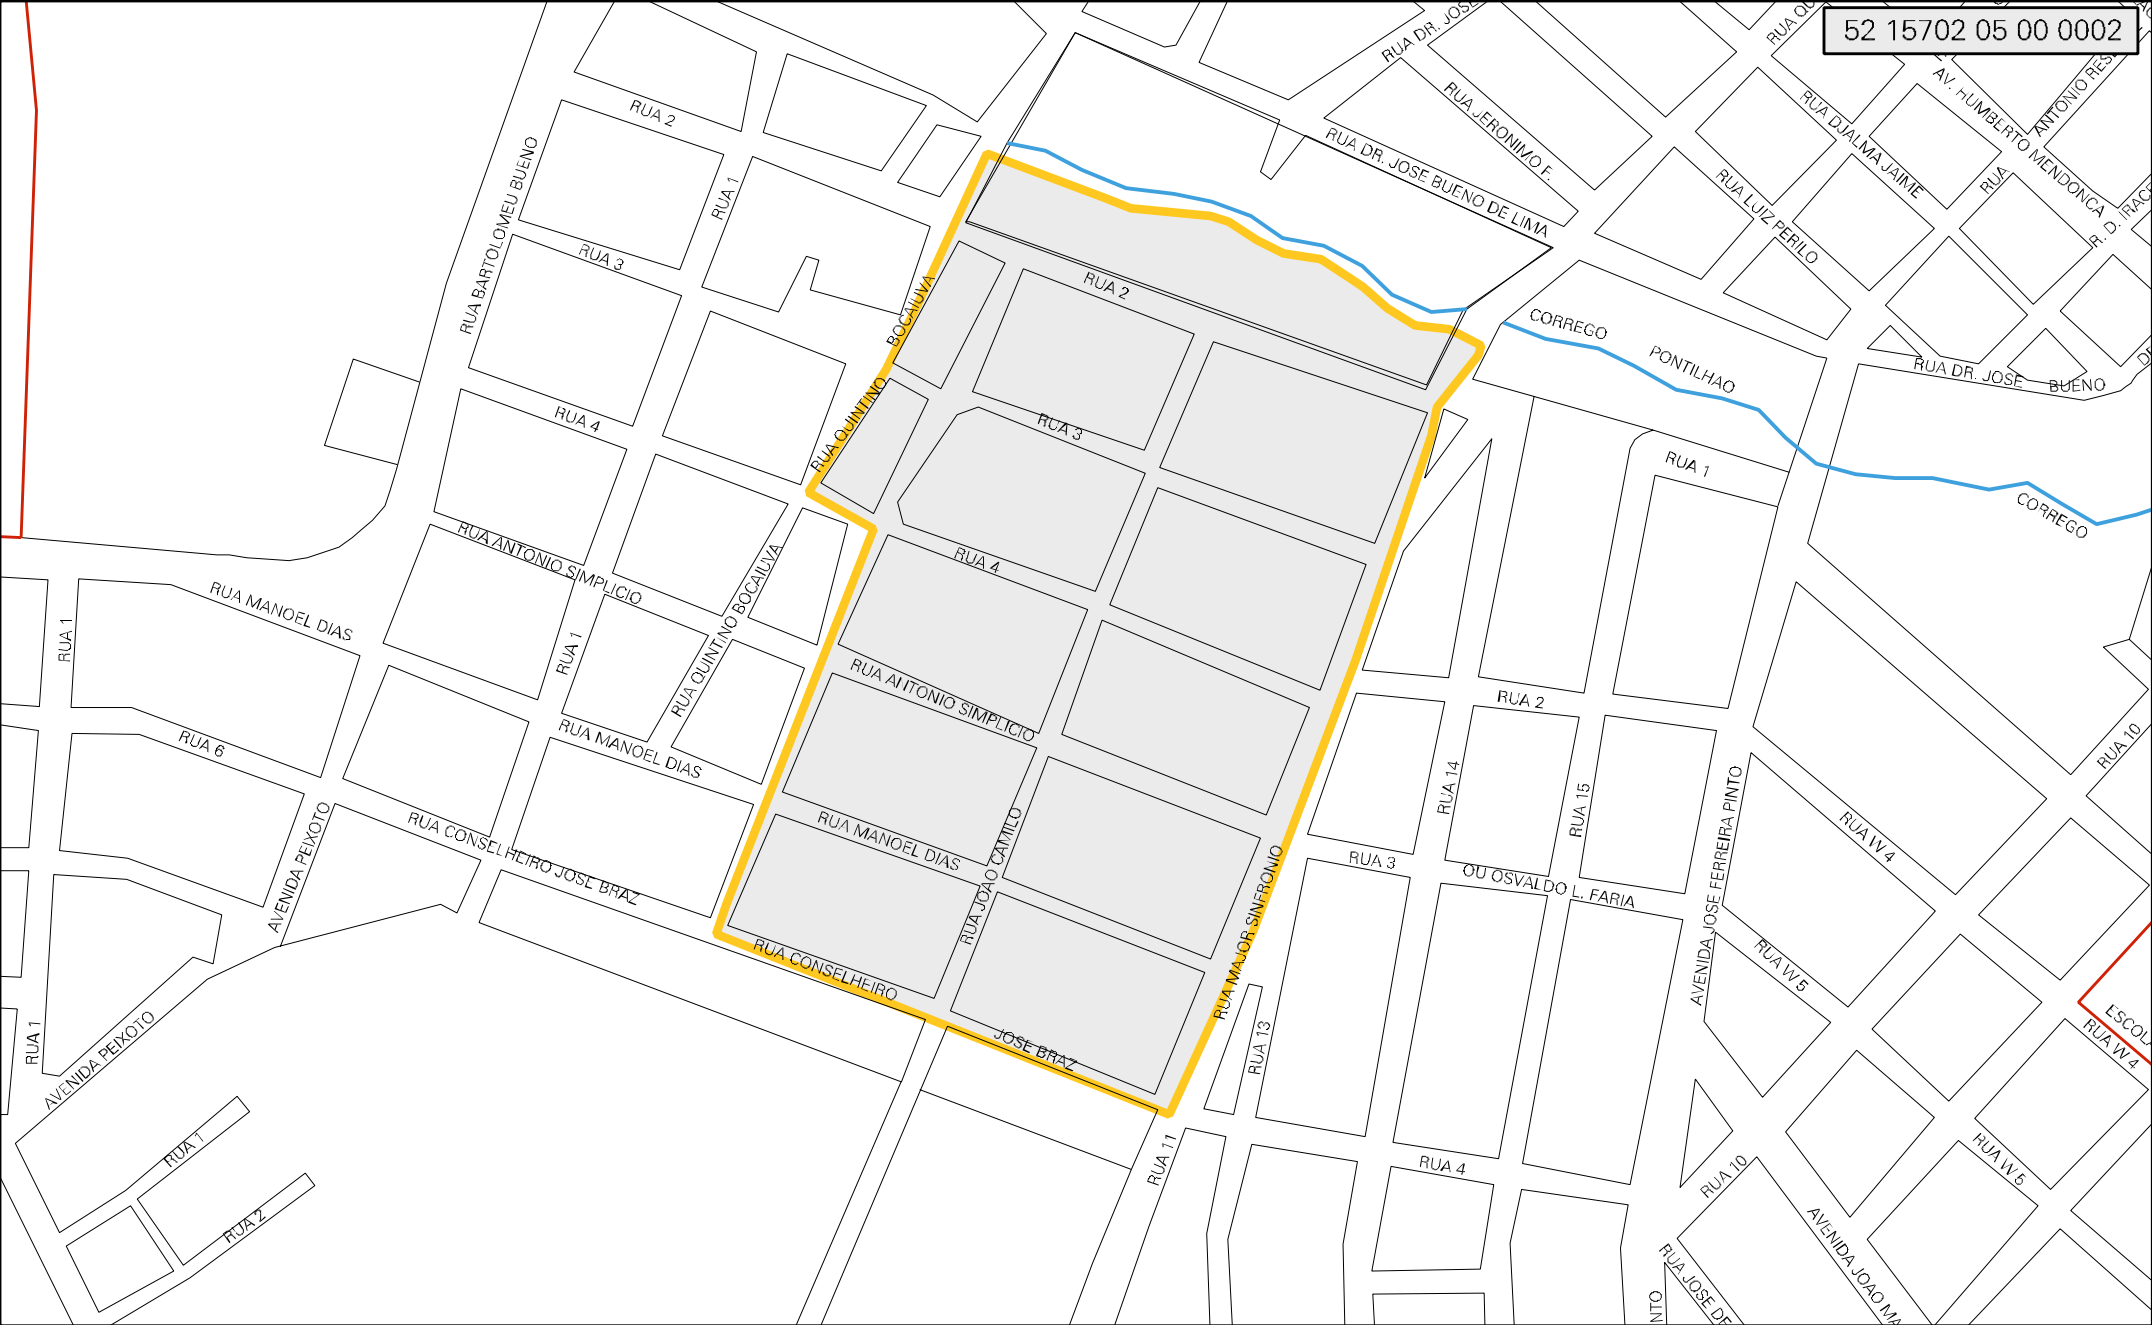 52 15702 05 00 0002
RUA DR. JOSE
RUA 2
RUA JERONIMO F.
RUA DJALMA JAIME
AV. HUMBERTO MENDONCA
ANTONIO
RUA DR. JOSE BUENO DE LIMA
RUA LUIZ PERILO
RUA
R. D.
RUA BARTOLOMEU BUENO
RUA 1
RUA 3
RUA 2
BOCAIUVA
RUA QUINTINO
CORREGO
PONTILHAO
RUA DR. JOSE
BUENO
RUA 4
RUA 3
RUA 1
CORREGO
RUA ANTONIO SIMPLICIO
RUA 4
RUA QUINTINO BOCAIUVA
RUA MANOEL DIAS
RUA 1
RUA 1
RUA ANTONIO SIMPLICIO
RUA 2
RUA 6
RUA MANOEL DIAS
RUA 10
RUA 14
RUA 15
AVENIDA JOSE FERREIRA PINTO
RUA W 4
AVENIDA PEIXOTO
RUA CONSELHEIRO JOSE BRAZ
RUA MANOEL DIAS
RUA JOAO CAMILO
RUA MAJOR SINFRONIO
RUA 3
OU OSVALDO L. FARIA
RUA CONSELHEIRO
JOSE BRAZ
RUA W 5
ESCOLA
RUA W 4
RUA 1
AVENIDA PEIXOTO
RUA 13
RUA 1
RUA 11
RUA 4
RUA 10
RUA W 5
RUA 2
AVENIDA JOAO MA
RUA JOSE DE
NTO